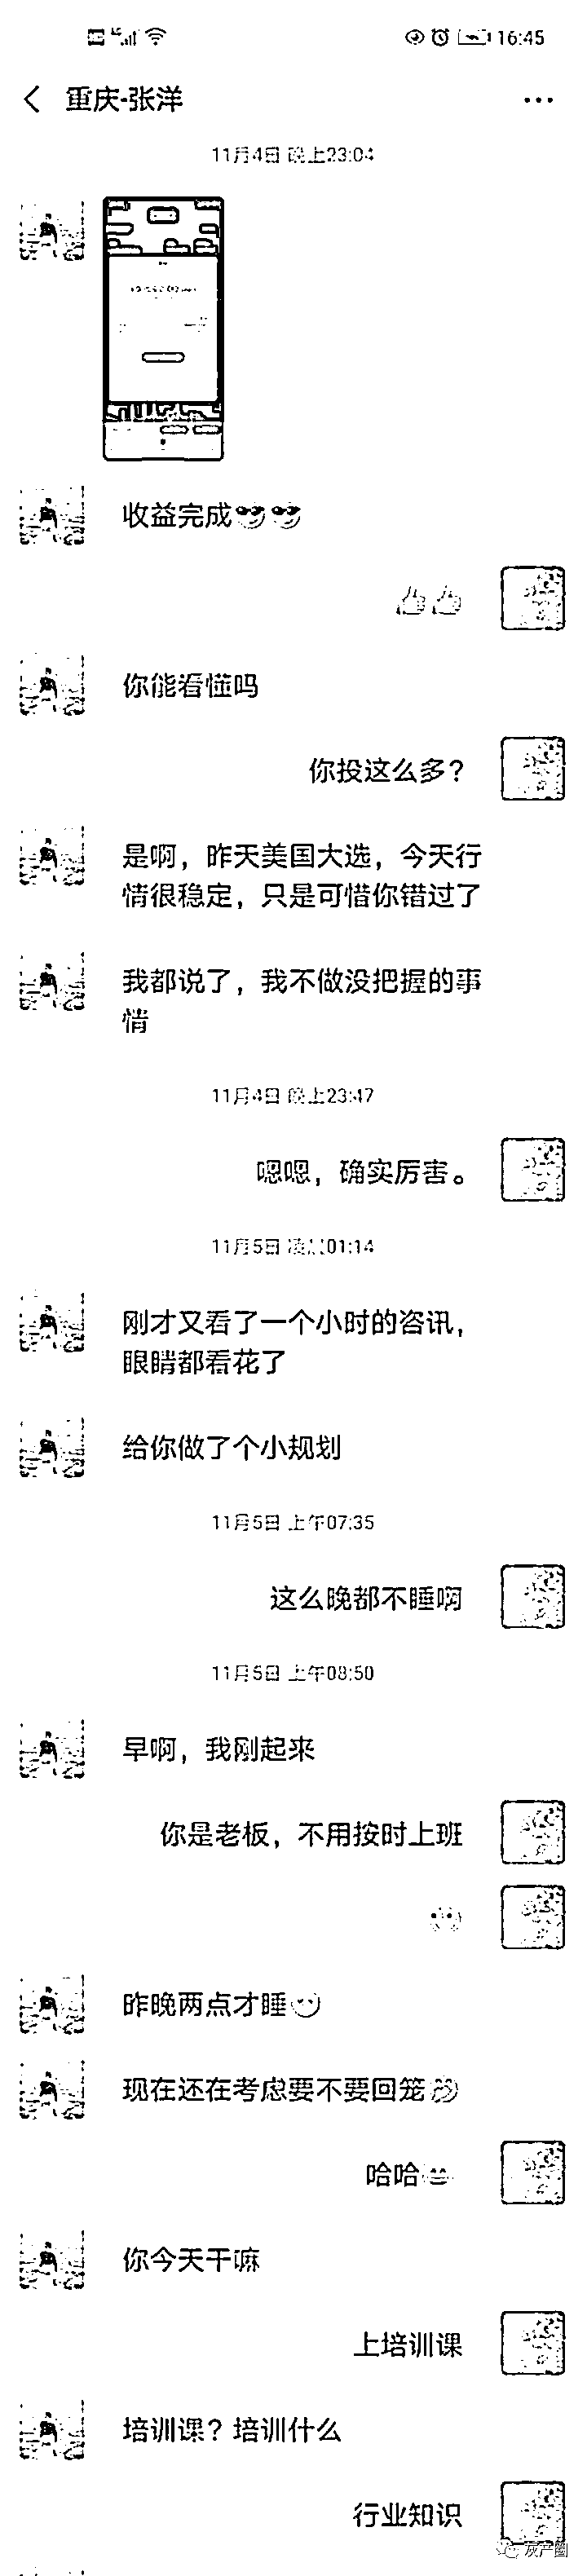 16:45
重庆-张洋
11月4日 晚上23:04
收益完成
你能看懂吗
你投这么多?
是啊，昨天美国大选，今天行
情很稳定，只是可惜你错过了
我都说了，我不做没把握的事
情
11月4日 晚上23:47
嗯嗯，确实厉害。
11月5日 凌晨01:14
刚才又看了一个小时的咨讯，
眼睛都看花了
给你做了个小规划
11月5日 上午07:35
这么晚都不睡啊
11月5日 上午08:50
早啊，我刚起来
你是老板，不用按时上班
昨晚两点才睡
现在还在考虑要不要回笼
哈哈
你今天干嘛
上培训课
培训课？培训什么
行业知识
灰产圈